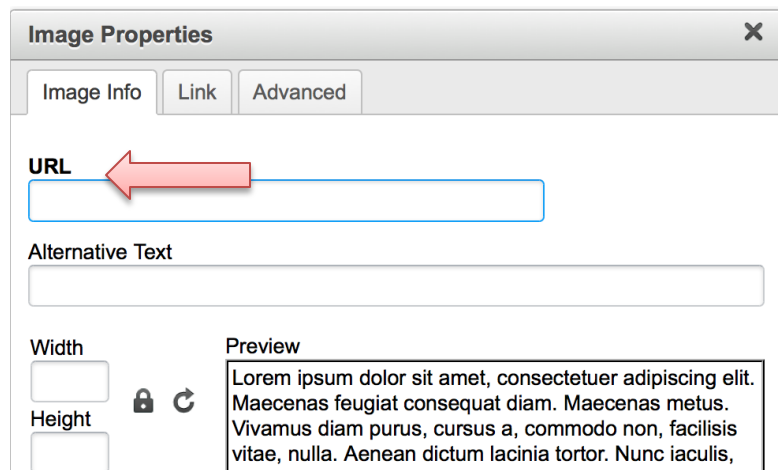 Image Properties
Image Info Link Advanced
URL
Alternative Text
Width
Preview
Lorem ipsum dolor sit amet, consectetuer adipiscing elit.
Maecenas feugiat consequat diam. Maecenas metus.
Height
Vivamus diam purus, cursus a, commodo non, facilisis
vitae, nulla. Aenean dictum lacinia tortor. Nunc iaculis,